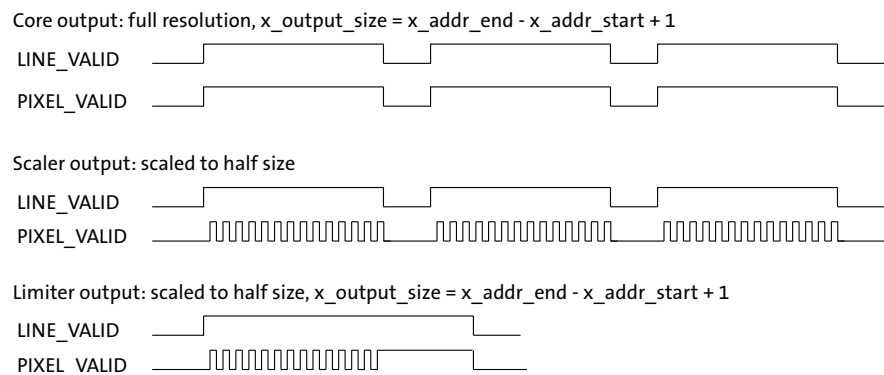 Core output: full resolution, x_output_size = x_addr_end - x_addr_start + 1
LINE_VALID
PIXEL_VALID
Scaler output: scaled to half size
LINE_VALID
PIXEL_VALID
Limiter output: scaled to half size, x_output_size = x_addr_end - x_addr_start + 1
LINE_VALID
PIXEL_VALID